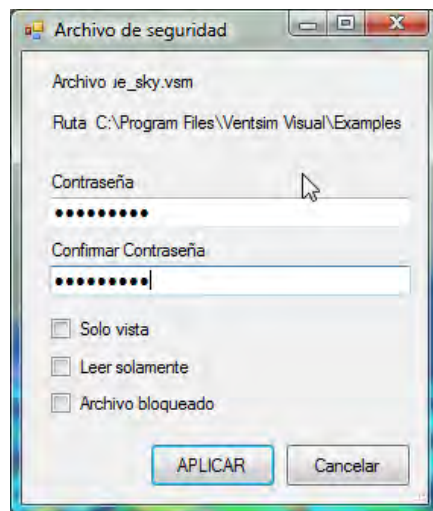 Archivo de seguridad
Archivo ue_sky.vsm
Ruta C:\Program Files\Ventsim Visual\Examples
Contraseña
●●●●●●●●●
Confirmar Contraseña
●●●●●●●●●
Solo vista
Leer solamente
Archivo bloqueado
APLICAR Cancelar